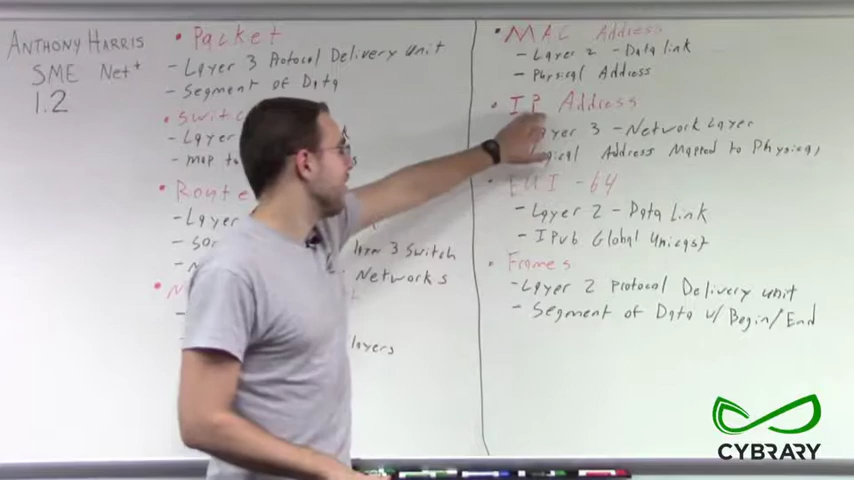 ANTHONY HARRIS
SME Net+
1.2
• Packet
- Layer 3 Protocol Delivery Unit
- Segment of Data
• Switc
- Layer
- map to
• Route
- Layer
Layer 3 Switch
Networks
layers
• MAC Address
- Layer 2 - Data link
- Physical Address
• IP Address
Layer 3 - Network Layer
Logical Address Mapped to Physical
• EUI - 64
- Layer 2 - Data Link
- IPv6 Global Unicast
• Frames
- Layer 2 protocol Delivery unit
- Segment of Data w/ Begin/End
CYBRARY